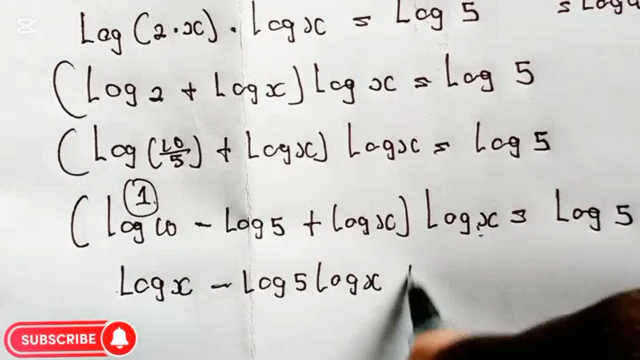 Log (2·x) · Log x = Log 5
(Log 2 + Log x) Log x = Log 5
(Log (10/5) + Log x) Log x = Log 5
1
(Log 10 - Log 5 + Log x) Log x = Log 5
Log x - Log 5 Log x
SUBSCRIBE